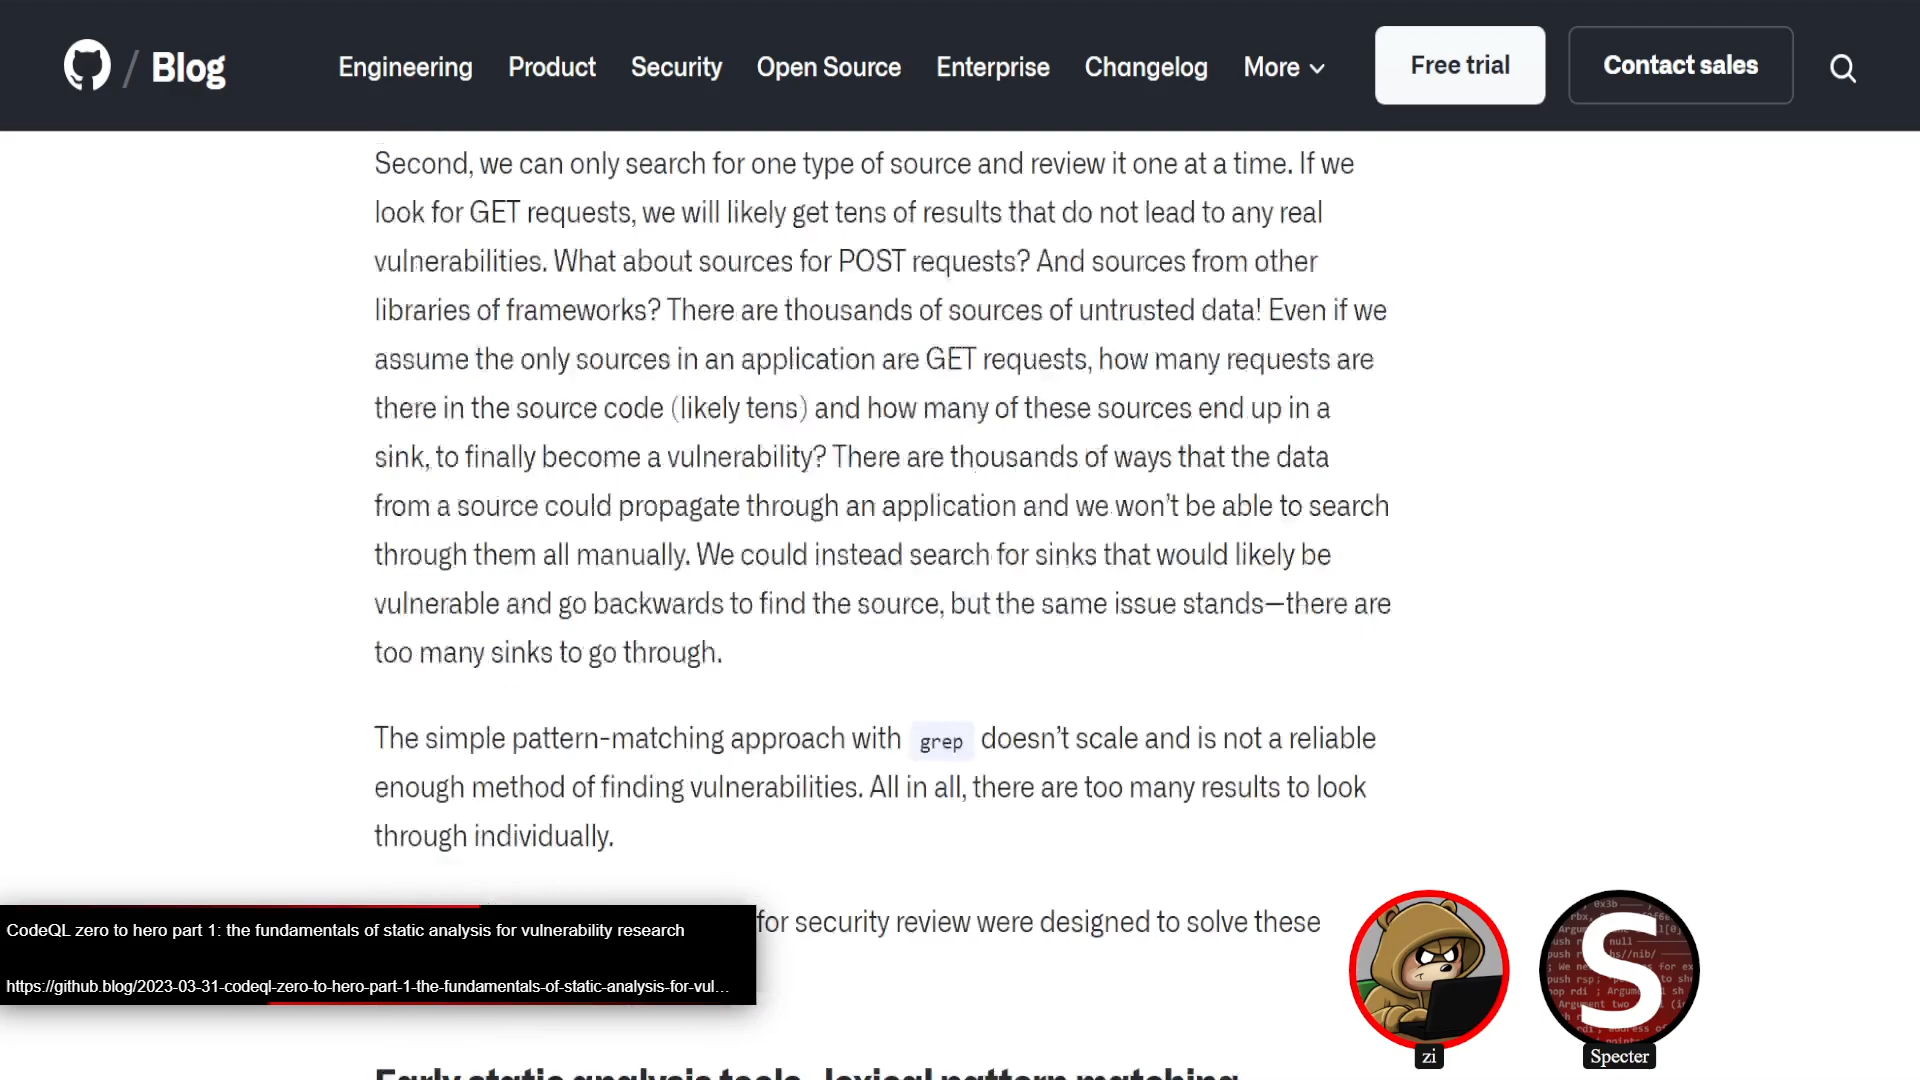 / Blog Engineering Product Security Open Source Enterprise Changelog More Free trial Contact sales
Second, we can only search for one type of source and review it one at a time. If we
look for GET requests, we will likely get tens of results that do not lead to any real
vulnerabilities. What about sources for POST requests? And sources from other
libraries of frameworks? There are thousands of sources of untrusted data! Even if we
assume the only sources in an application are GET requests, how many requests are
there in the source code (likely tens) and how many of these sources end up in a
sink, to finally become a vulnerability? There are thousands of ways that the data
from a source could propagate through an application and we won’t be able to search
through them all manually. We could instead search for sinks that would likely be
vulnerable and go backwards to find the source, but the same issue stands—there are
too many sinks to go through.
The simple pattern-matching approach with grep doesn’t scale and is not a reliable
enough method of finding vulnerabilities. All in all, there are too many results to look
through individually.
for security review were designed to solve these
CodeQL zero to hero part 1: the fundamentals of static analysis for vulnerability research
https://github.blog/2023-03-31-codeql-zero-to-hero-part-1-the-fundamentals-of-static-analysis-for-vul...
S
zi
Specter
Early static analysis tools, lexical pattern matching